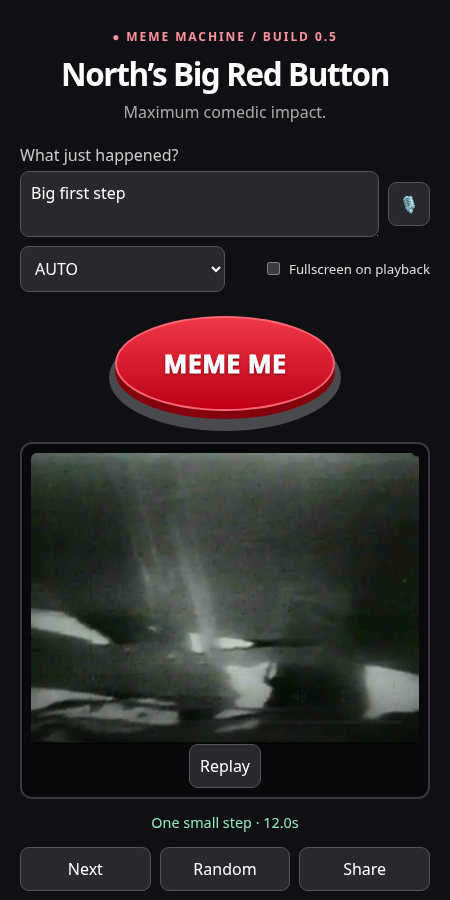 ● MEME MACHINE / BUILD 0.5
North’s Big Red Button
Maximum comedic impact.
What just happened?
Big first step
AUTO
Fullscreen on playback
MEME ME
Replay
One small step · 12.0s
Next
Random
Share